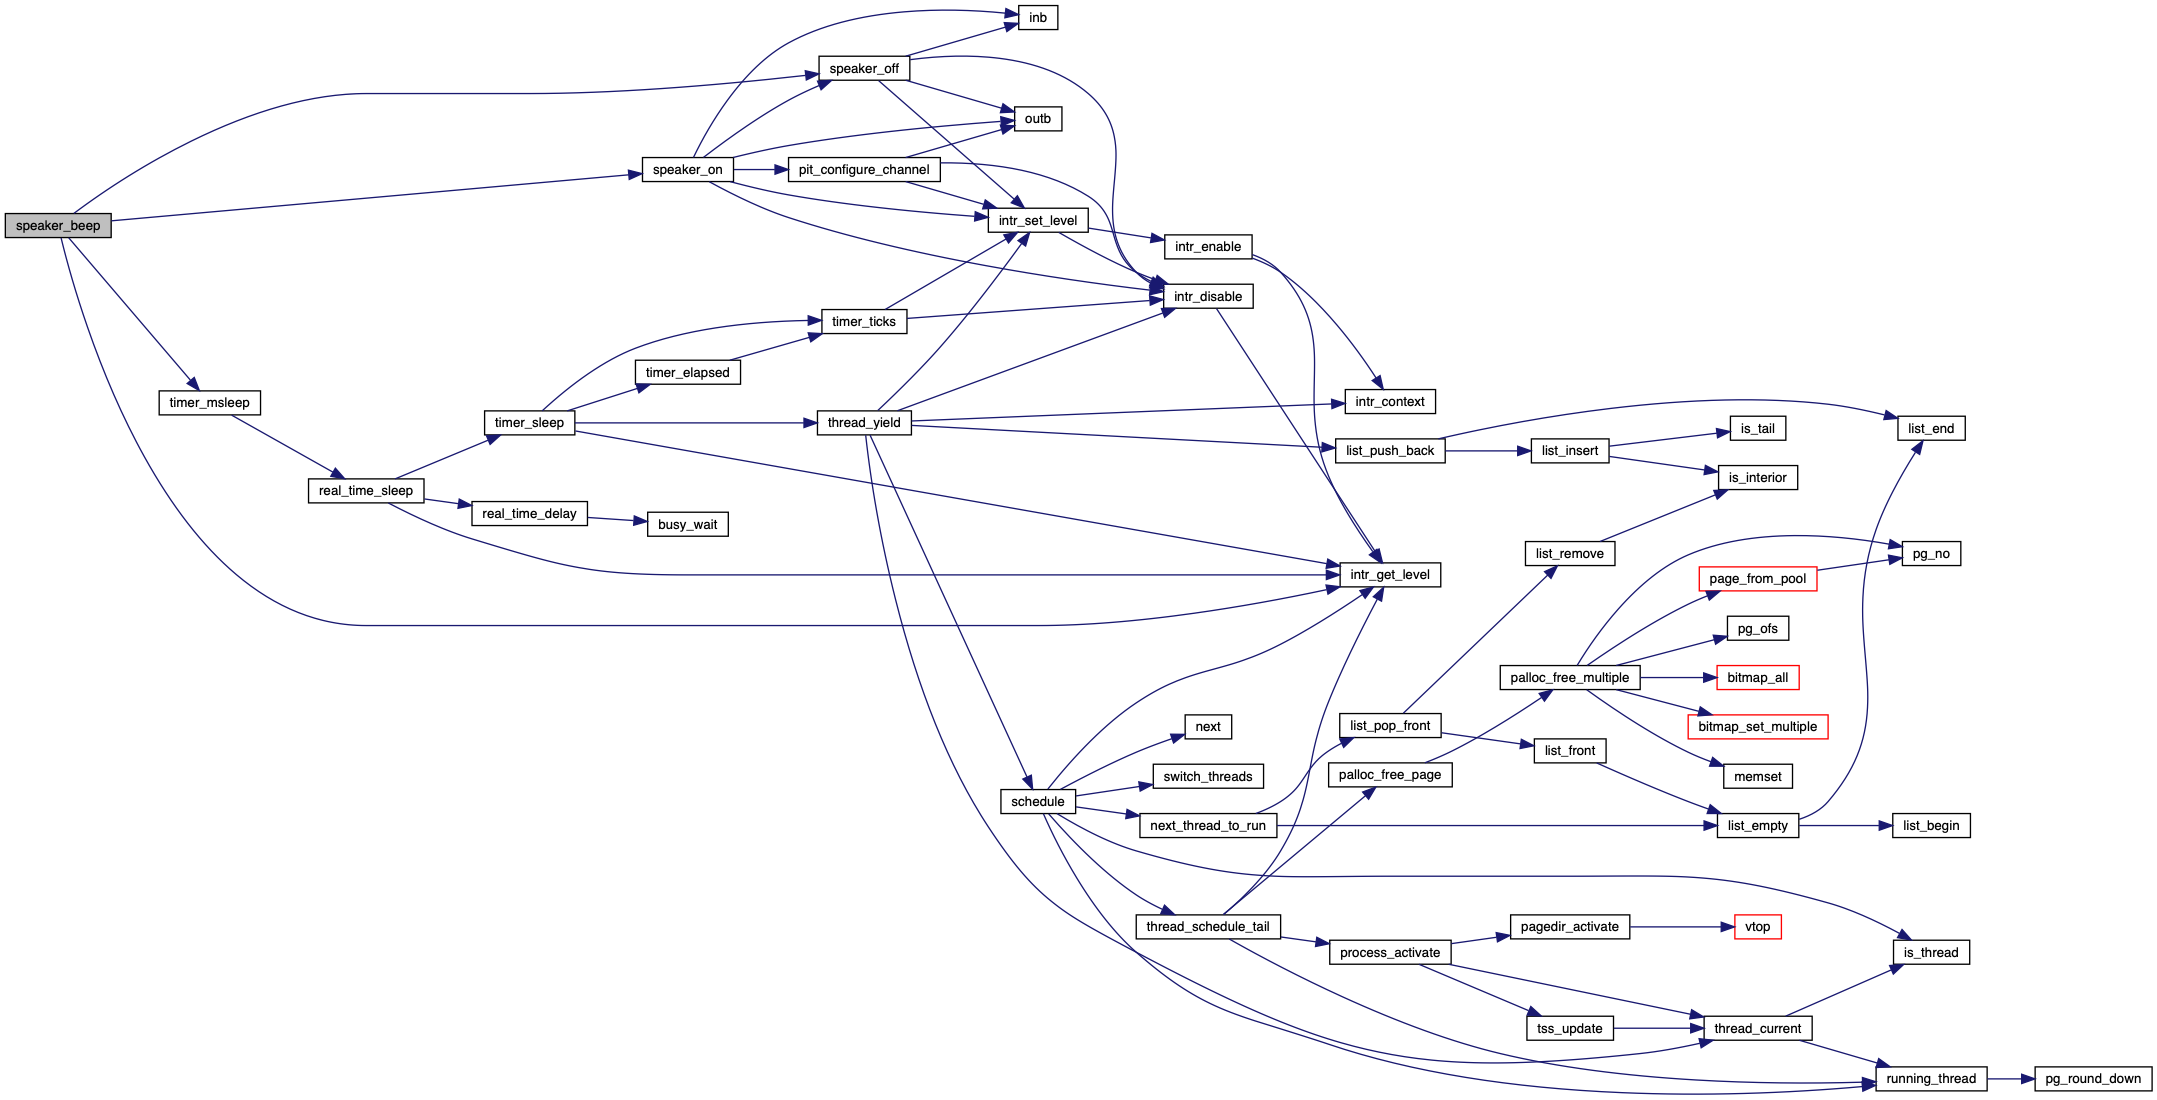 inb
speaker_off
outb
speaker_on
pit_configure_channel
speaker_beep
intr_set_level
intr_enable
intr_disable
timer_ticks
timer_elapsed
timer_msleep
timer_sleep
thread_yield
intr_context
list_push_back
list_insert
is_tail
list_end
is_interior
real_time_sleep
real_time_delay
busy_wait
intr_get_level
list_remove
pg_no
page_from_pool
pg_ofs
palloc_free_multiple
bitmap_all
bitmap_set_multiple
memset
next
list_pop_front
list_front
switch_threads
palloc_free_page
schedule
next_thread_to_run
list_empty
list_begin
thread_schedule_tail
process_activate
pagedir_activate
vtop
is_thread
tss_update
thread_current
running_thread
pg_round_down